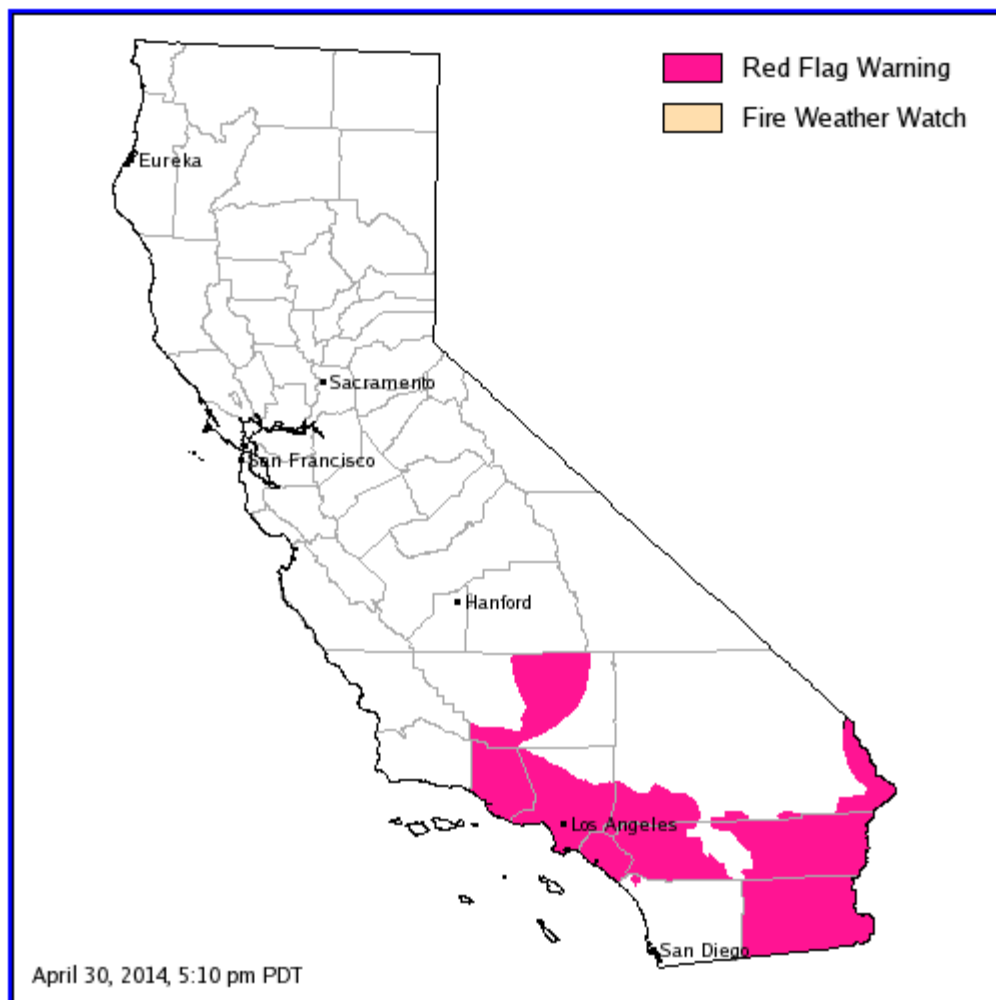 Red Flag Warning
Fire Weather Watch
Eureka
Sacramento
San Francisco
Hanford
Los Angeles
San Diego
April 30, 2014, 5:10 pm PDT